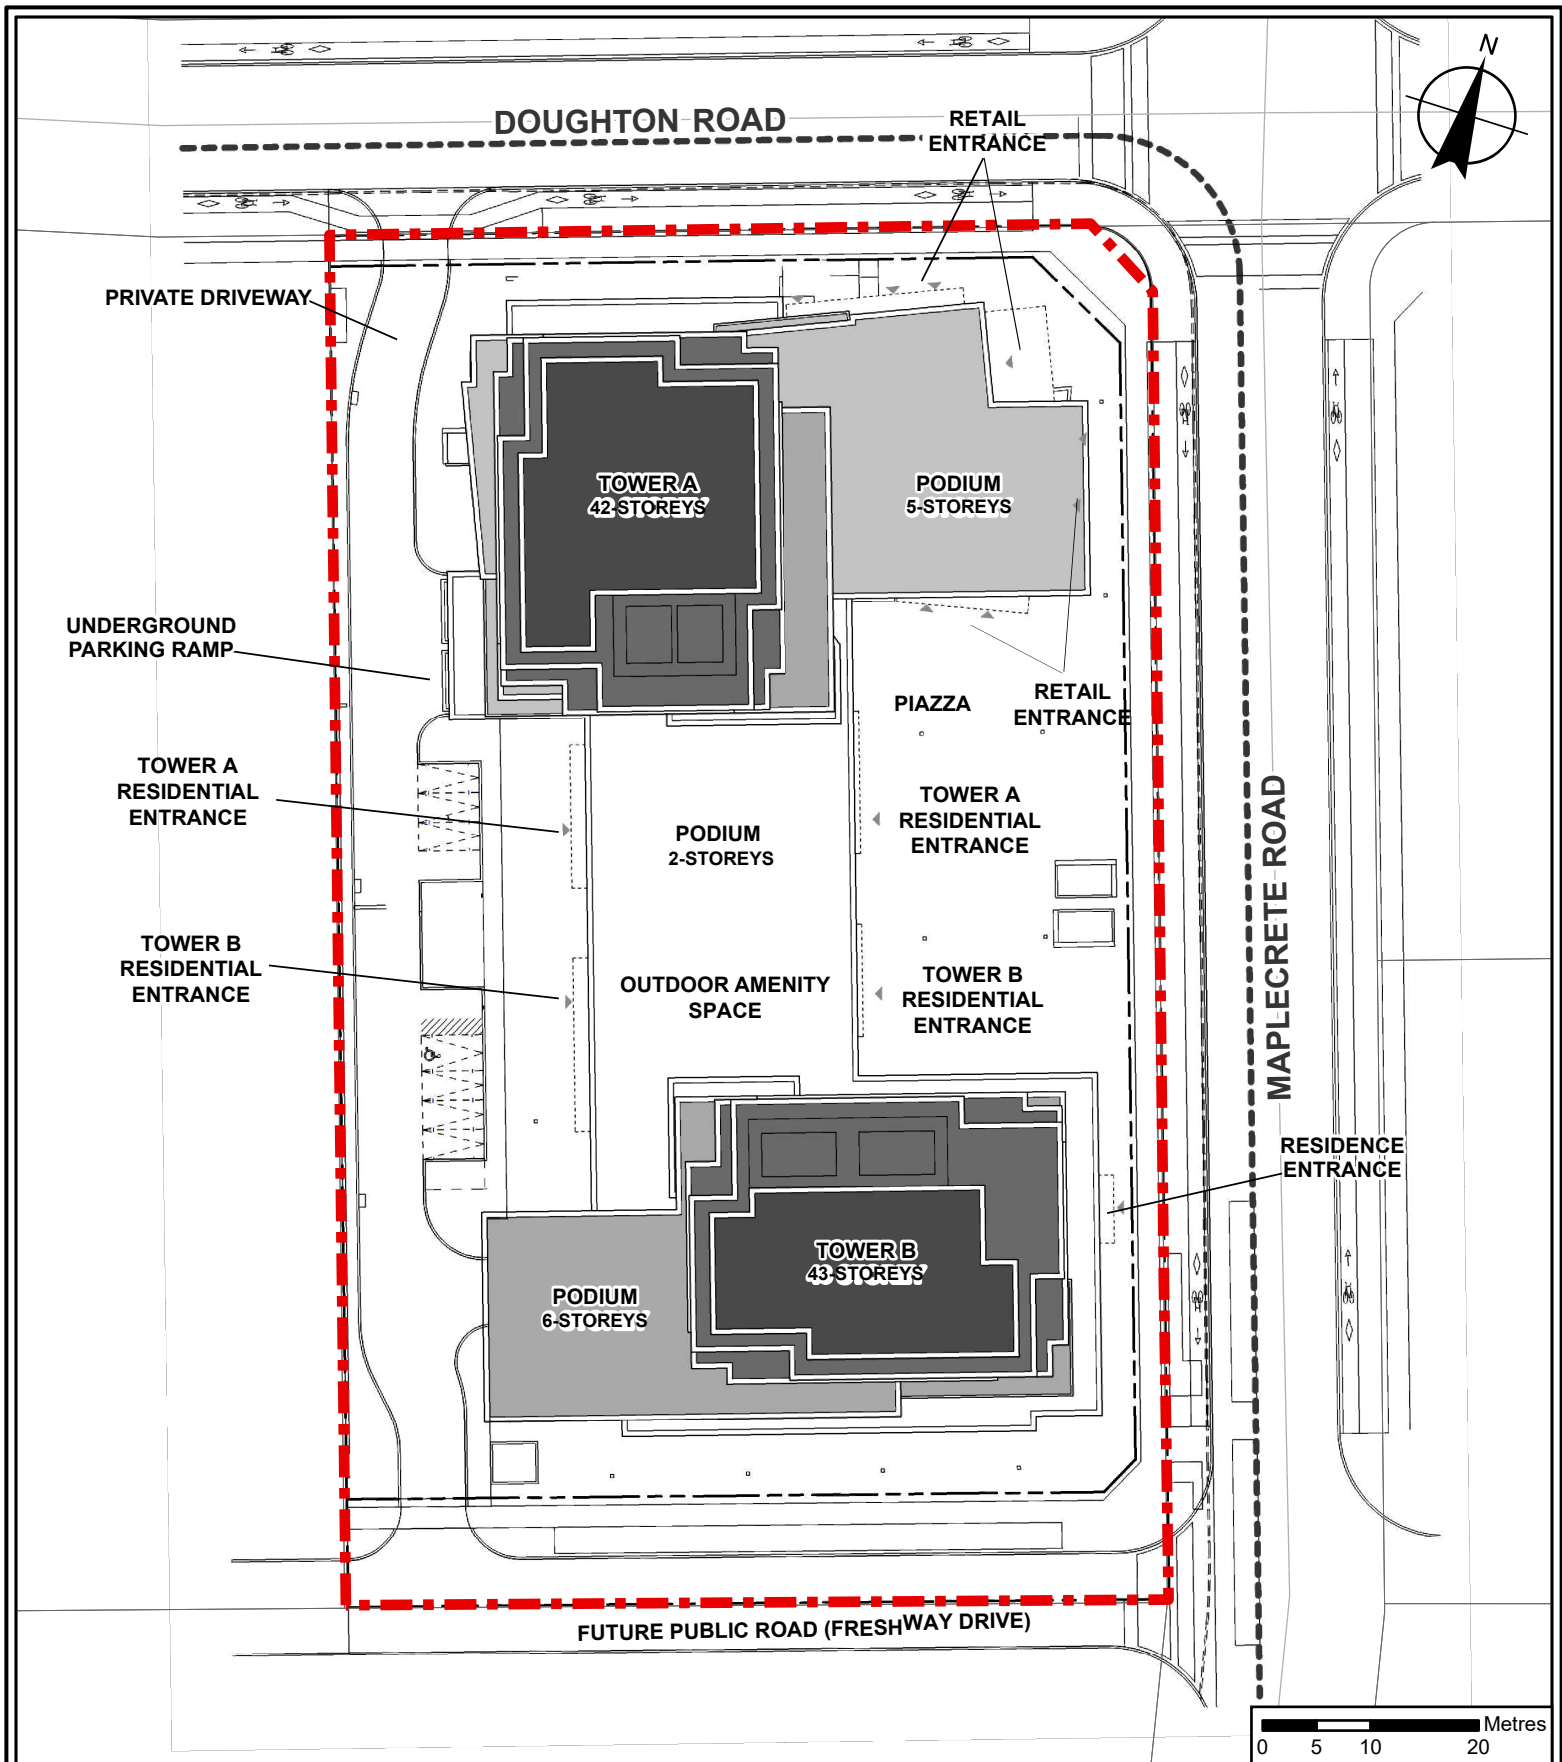 N
DOUGHTON ROAD
RETAIL
ENTRANCE
PRIVATE DRIVEWAY
TOWER A
42-STOREYS
PODIUM
5-STOREYS
UNDERGROUND
PARKING RAMP
PIAZZA
RETAIL
ENTRANCE
TOWER A
RESIDENTIAL
ENTRANCE
PODIUM
2-STOREYS
TOWER A
RESIDENTIAL
ENTRANCE
MAPLECRETE ROAD
TOWER B
RESIDENTIAL
ENTRANCE
OUTDOOR AMENITY
SPACE
TOWER B
RESIDENTIAL
ENTRANCE
RESIDENCE
ENTRANCE
TOWER B
43-STOREYS
PODIUM
6-STOREYS
FUTURE PUBLIC ROAD (FRESHWAY DRIVE)
Metres
0 5 10 20